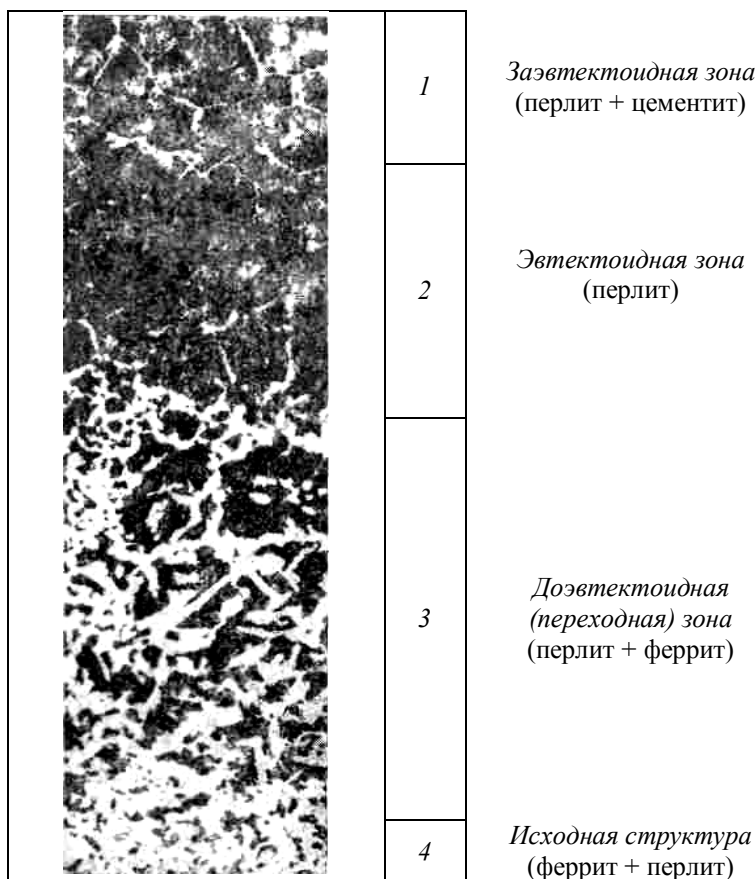 1
Заэвтектоидная зона
(перлит + цементит)
2
Эвтектоидная зона
(перлит)
3
Доэвтектоидная
(переходная) зона
(перлит + феррит)
4
Исходная структура
(феррит + перлит)